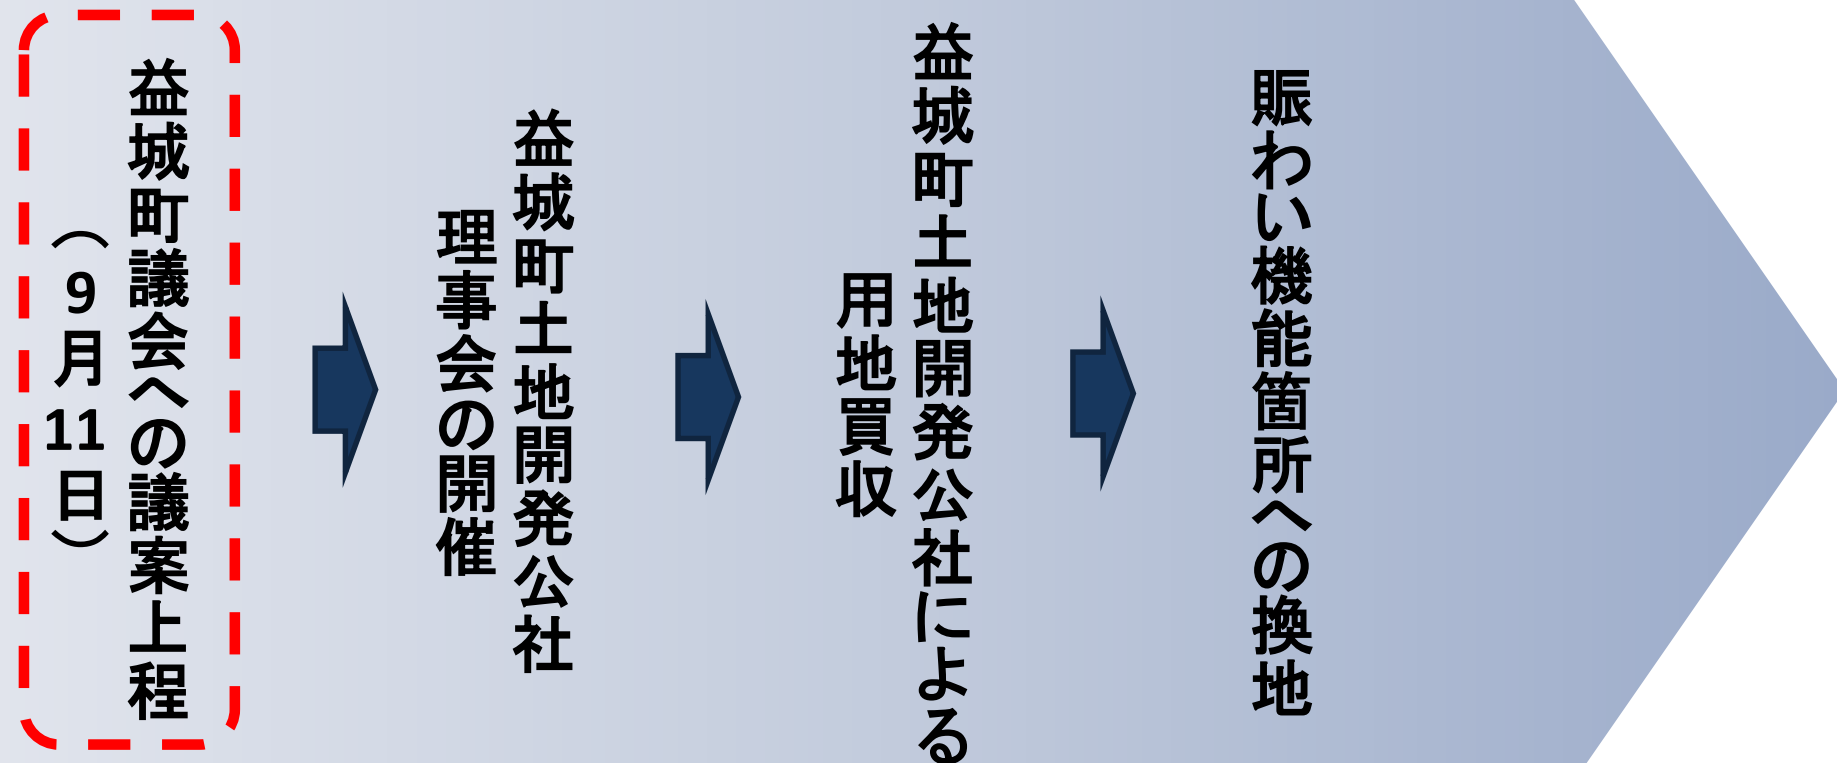 益城町議会への議案上程
（9月11日）
益城町土地開発公社
理事会の開催
益城町土地開発公社による
用地買収
賑わい機能箇所への換地